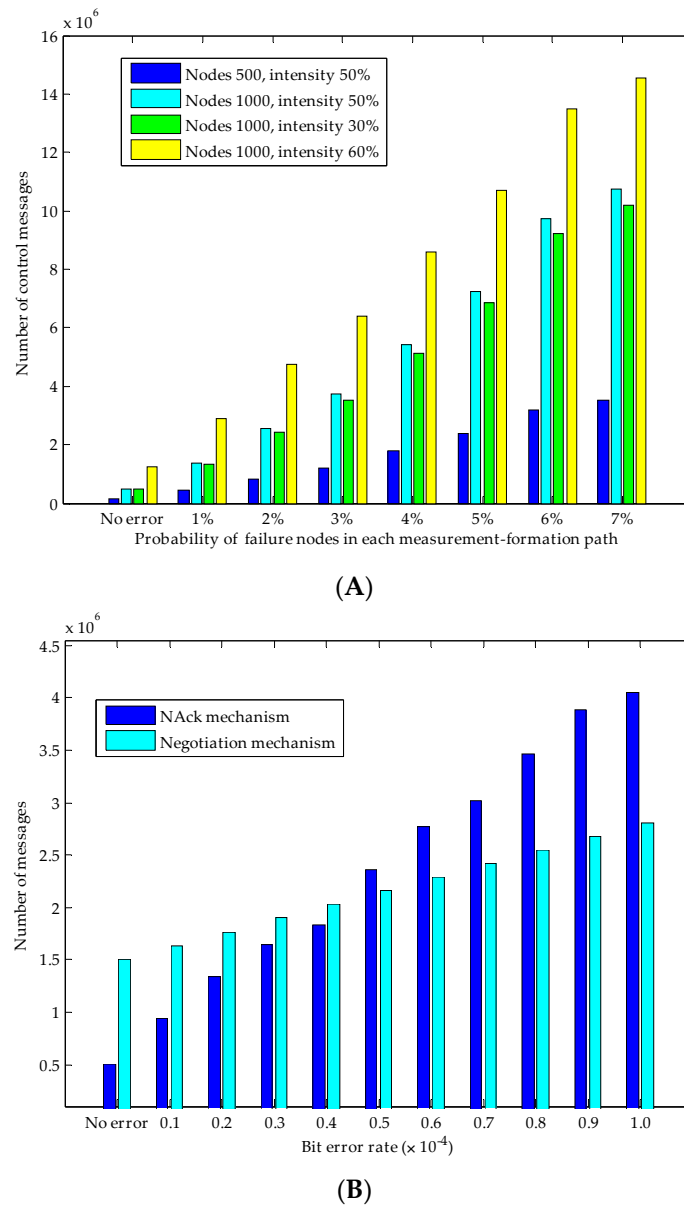 x 10^6
16
14
12
10
8
6
4
2
0
Number of control messages
Nodes 500, intensity 50%
Nodes 1000, intensity 50%
Nodes 1000, intensity 30%
Nodes 1000, intensity 60%
No error 1% 2% 3% 4% 5% 6% 7%
Probability of failure nodes in each measurement-formation path
(A)
x 10^6
4.5
4
3.5
3
2.5
2
1.5
1
0.5
Number of messages
NAck mechanism
Negotiation mechanism
No error 0.1 0.2 0.3 0.4 0.5 0.6 0.7 0.8 0.9 1.0
Bit error rate (× 10^-4)
(B)